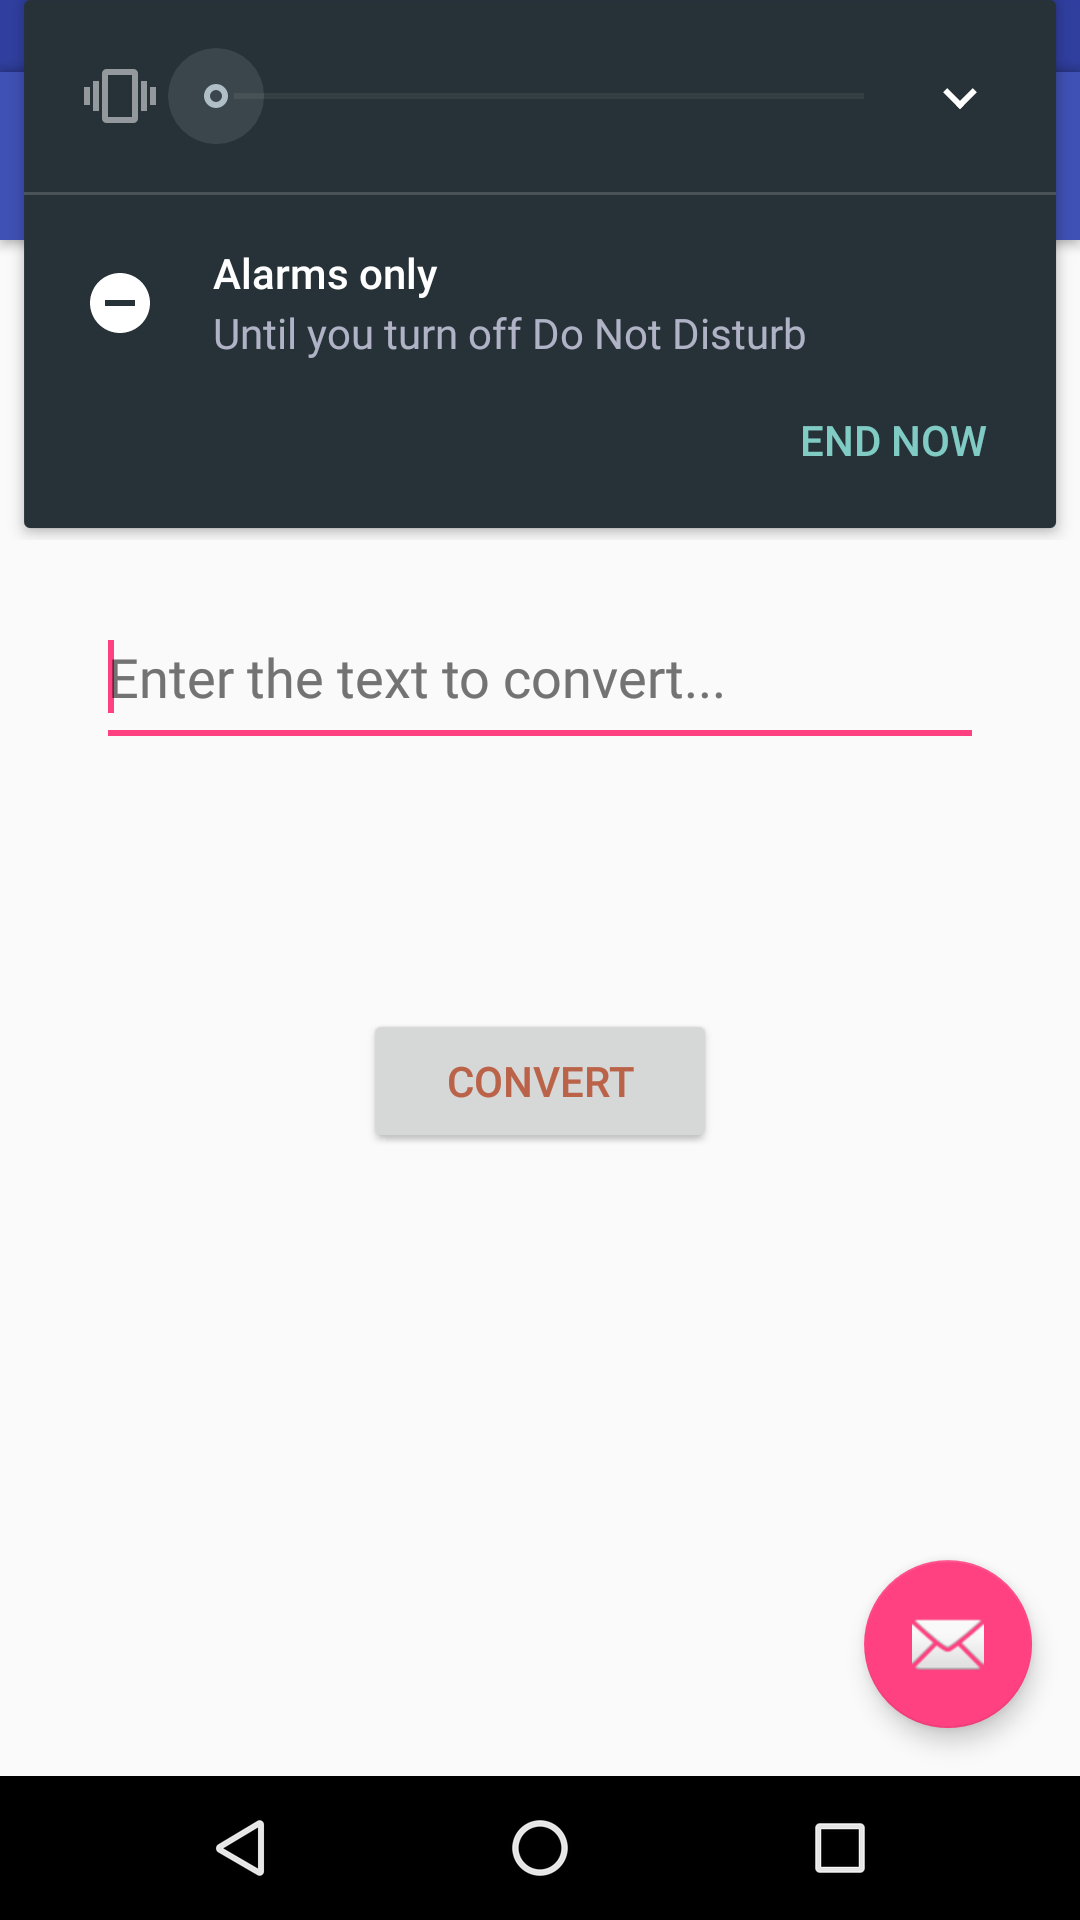 Alarms only
Until you turn off Do Not Disturb
END NOW
Enter the text to convert...
CONVERT